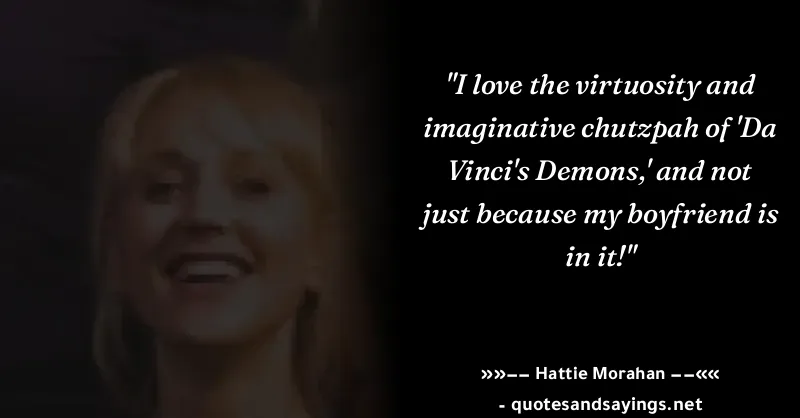 "I love the virtuosity and
imaginative chutzpah of 'Da
Vinci's Demons,' and not
just because my boyfriend is
in it!"
»»−− Hattie Morahan −−««
- quotesandsayings.net